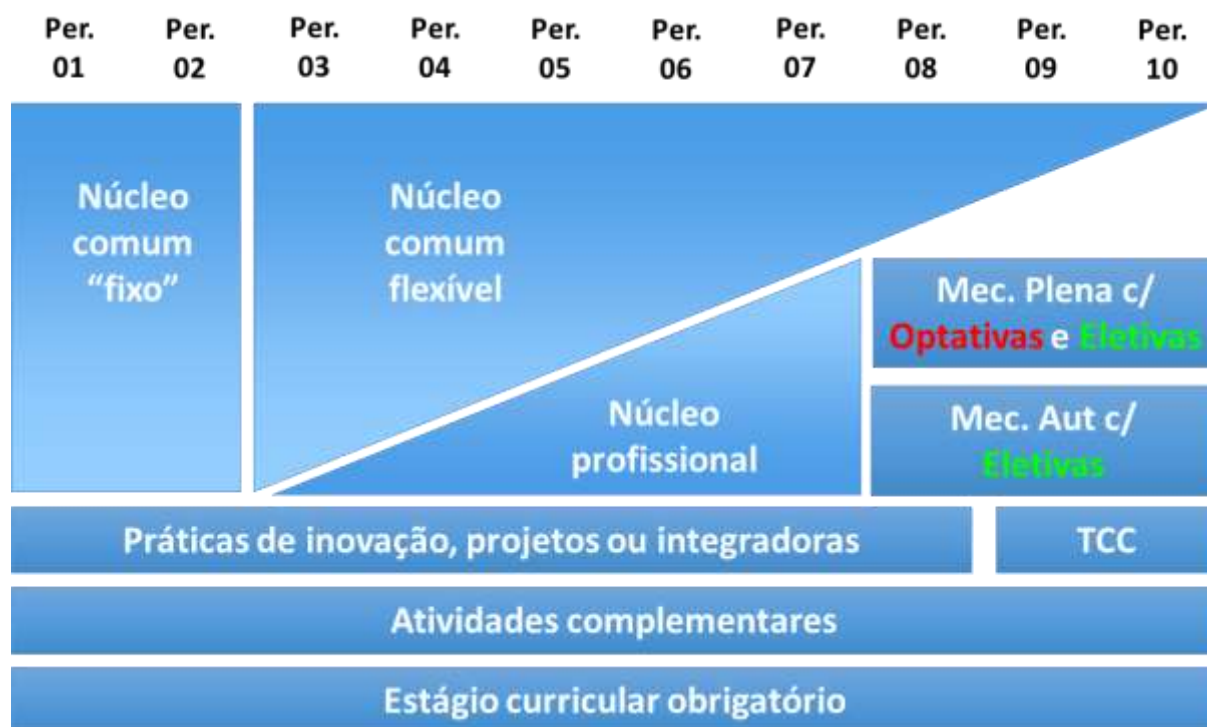 Per. Per. Per. Per. Per. Per. Per. Per. Per. Per.
01 02 03 04 05 06 07 08 09 10
Núcleo
comum
“fixo”
Núcleo
comum
flexível
Núcleo
profissional
Mec. Plena c/
Optativas e Eletivas
Mec. Aut c/
Eletivas
Práticas de inovação, projetos ou integradoras
TCC
Atividades complementares
Estágio curricular obrigatório